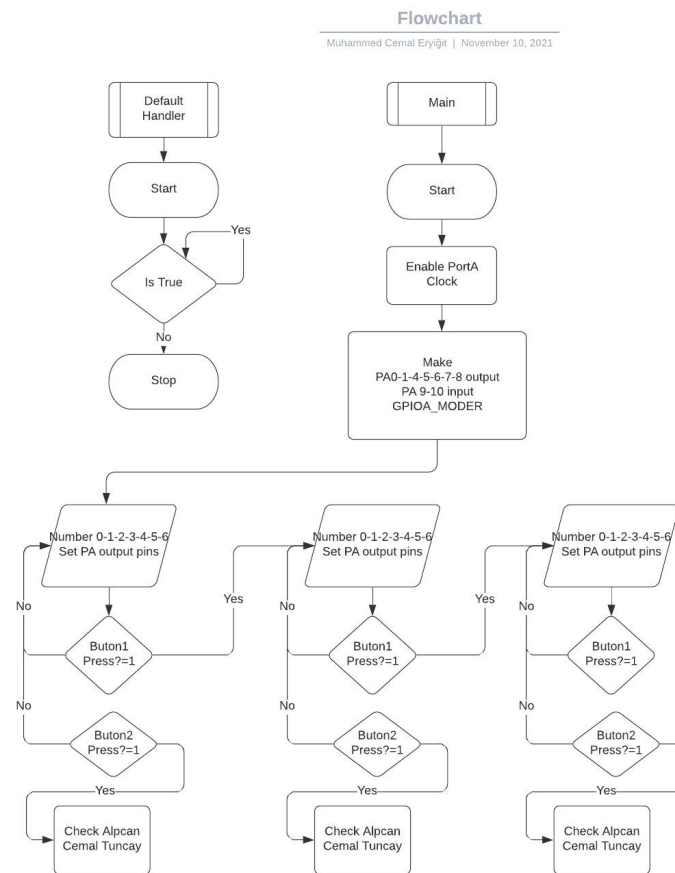 Flowchart
Muhammed Cemal Eryiğit | November 10, 2021
Default
Handler
Start
Yes
Is True
No
Stop
Main
Start
Enable PortA
Clock
Make
PA0-1-4-5-6-7-8 output
PA 9-10 input
GPIOA_MODER
Number 0-1-2-3-4-5-6
Set PA output pins
No
Yes
Buton1
Press?=1
No
Buton2
Press?=1
Yes
Check Alpcan
Cemal Tuncay
Number 0-1-2-3-4-5-6
Set PA output pins
No
Yes
Buton1
Press?=1
No
Buton2
Press?=1
Yes
Check Alpcan
Cemal Tuncay
Number 0-1-2-3-4-5-6
Set PA output pins
No
Buton1
Press?=1
No
Buton2
Press?=1
Yes
Check Alpcan
Cemal Tuncay